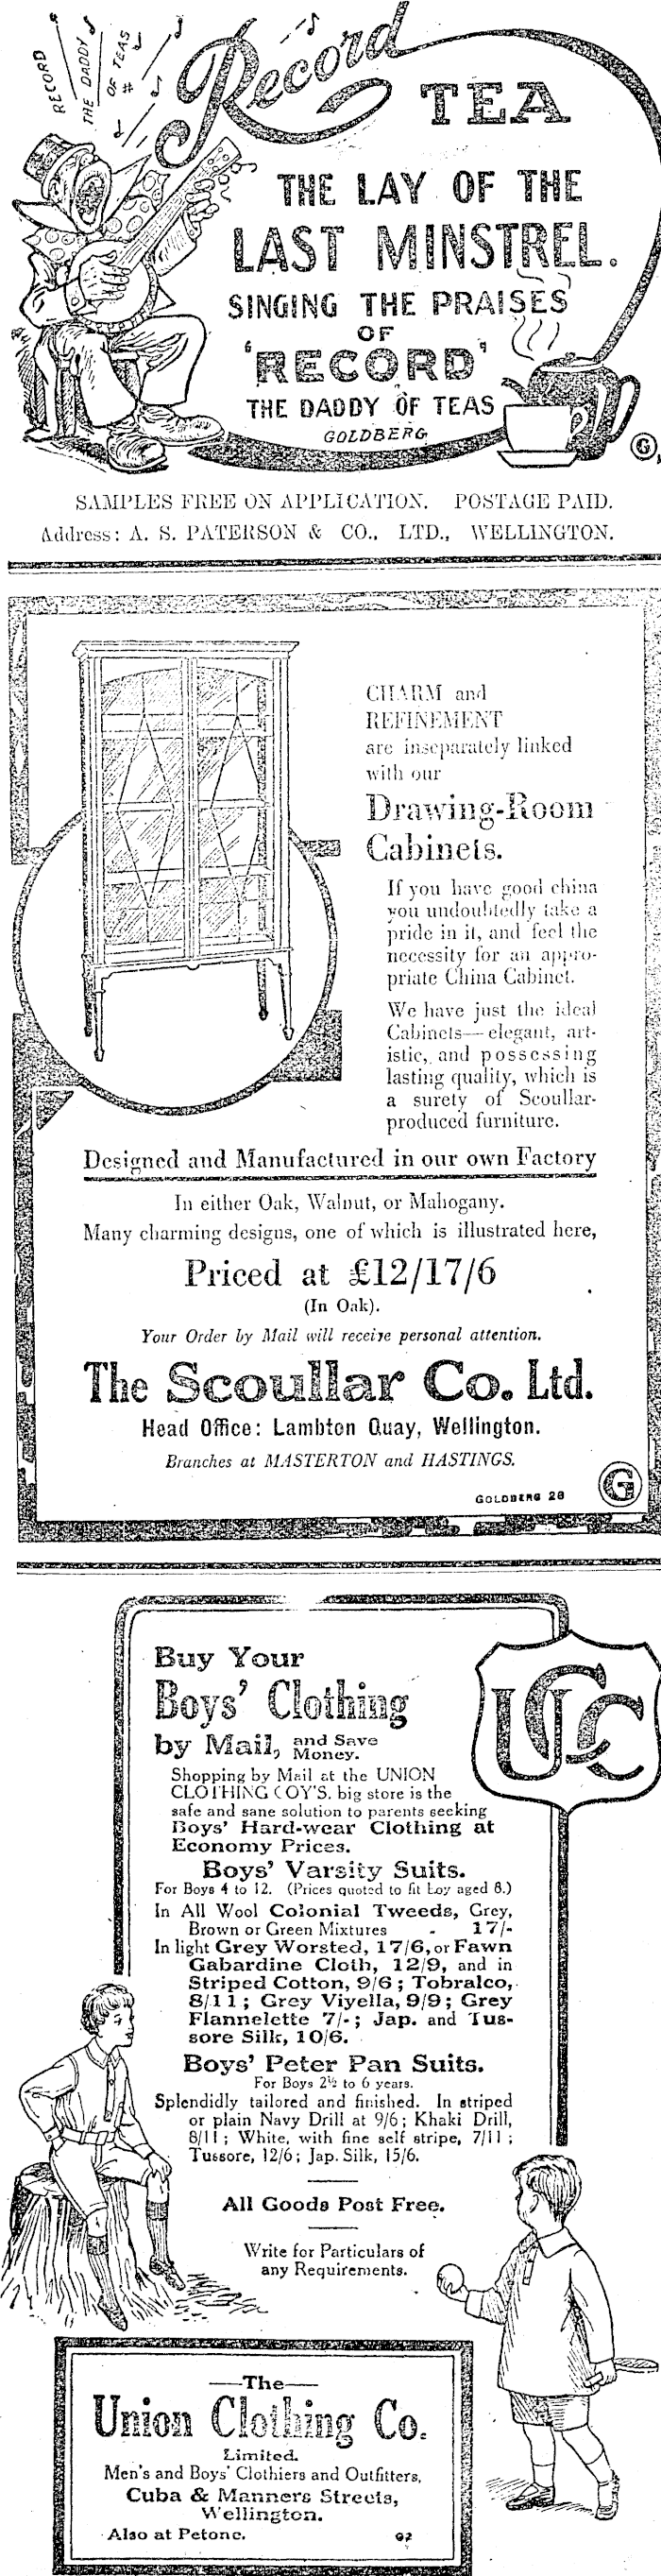 RECORD
THE DADDY
OF TEAS
Record
TEA
THE LAY OF THE
LAST MINSTREL.
SINGING THE PRAISES
OF
'RECORD'
THE DADDY OF TEAS
GOLDBERG
G
SAMPLES FREE ON APPLICATION. POSTAGE PAID.
Address: A. S. PATERSON & CO., LTD., WELLINGTON.
CHARM and
REFINEMENT
are inseparately linked
with our
Drawing-Room
Cabinets.
If you have good china
you undoubtedly take a
pride in it, and feel the
necessity for an appro-
priate China Cabinet.
We have just the ideal
Cabinets—elegant, art-
istic, and possessing
lasting quality, which is
a surety of Scoullar-
produced furniture.
Designed and Manufactured in our own Factory
In either Oak, Walnut, or Mahogany.
Many charming designs, one of which is illustrated here,
Priced at £12/17/6
(In Oak).
Your Order by Mail will receive personal attention.
The Scoullar Co. Ltd.
Head Office: Lambton Quay, Wellington.
Branches at MASTERTON and HASTINGS.
GOLDBERG 28
G
UCC
Buy Your
Boys' Clothing
by Mail, and Save
Money.
Shopping by Mail at the UNION
CLOTHING COY'S. big store is the
safe and sane solution to parents seeking
Boys' Hard-wear Clothing at
Economy Prices.
Boys' Varsity Suits.
For Boys 4 to 12. (Prices quoted to fit boy aged 8.)
In All Wool Colonial Tweeds, Grey,
Brown or Green Mixtures - 17/-
In light Grey Worsted, 17/6, or Fawn
Gabardine Cloth, 12/9, and in
Striped Cotton, 9/6; Tobralco,
8/11; Grey Viyella, 9/9; Grey
Flannelette 7/-; Jap. and Tus-
sore Silk, 10/6.
Boys' Peter Pan Suits.
For Boys 2½ to 6 years.
Splendidly tailored and finished. In striped
or plain Navy Drill at 9/6; Khaki Drill,
8/11; White, with fine self stripe, 7/11;
Tussore, 12/6; Jap. Silk, 15/6.
All Goods Post Free.
Write for Particulars of
any Requirements.
—The—
Union Clothing Co.
Limited.
Men's and Boys' Clothiers and Outfitters,
Cuba & Manners Streets,
Wellington.
Also at Petone. G2